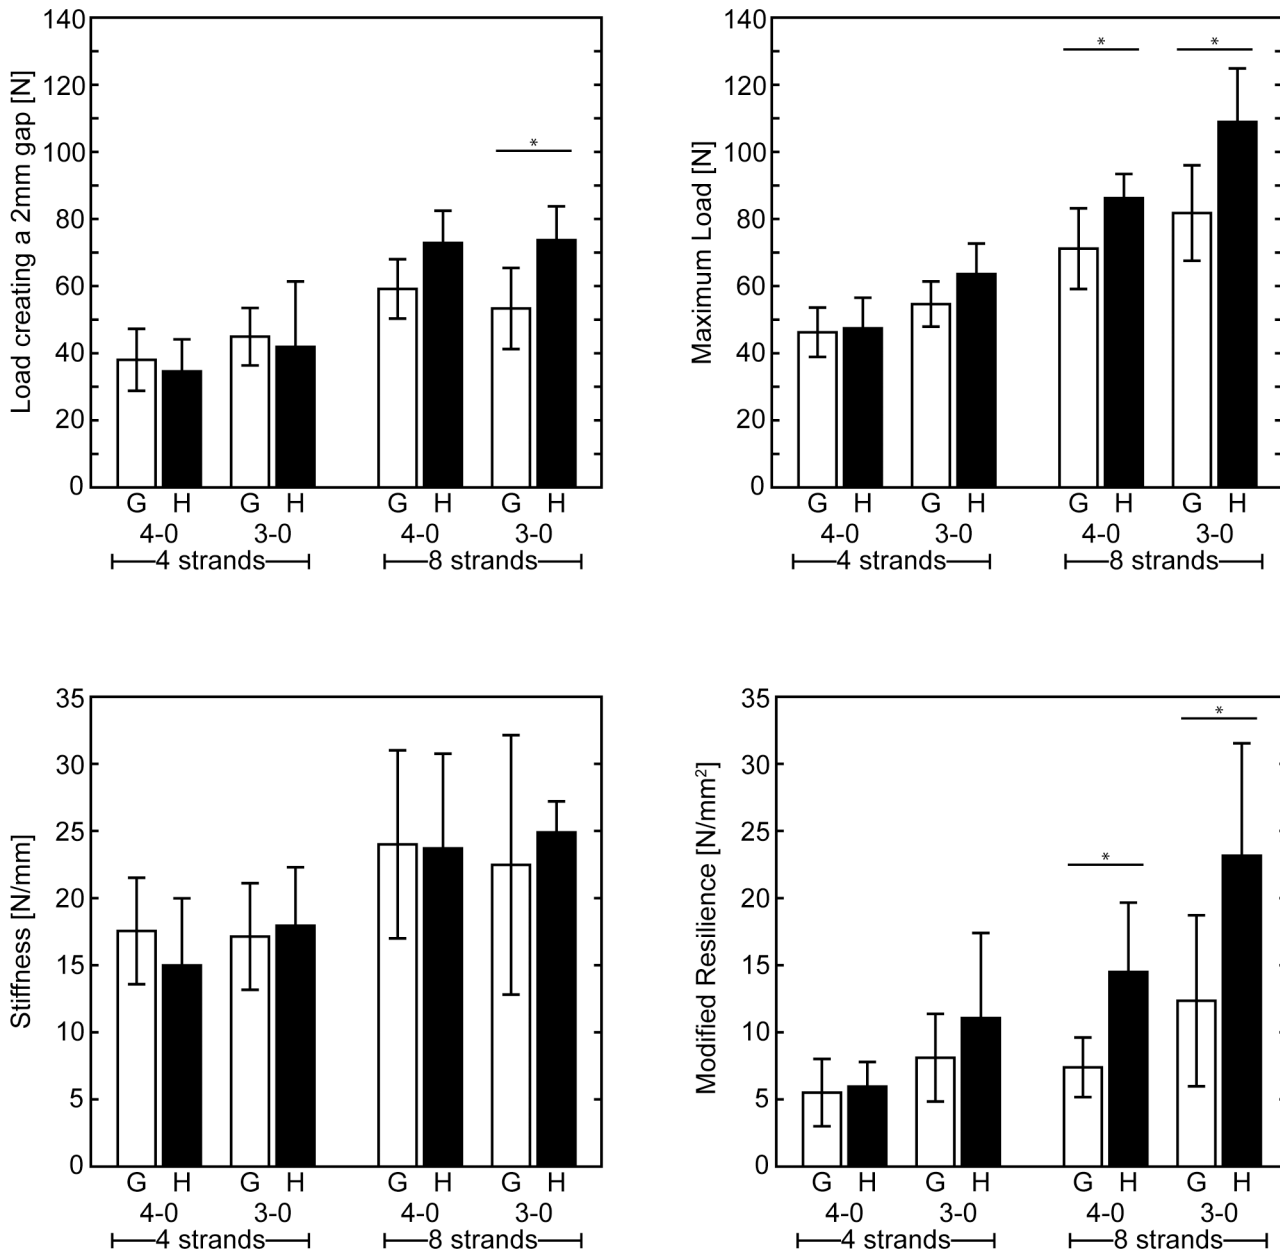 Load creating a 2mm gap [N]
140
120
100
80
60
40
20
0
*
G H G H G H G H
4-0 3-0 4-0 3-0
4 strands 8 strands
Maximum Load [N]
140
120
100
80
60
40
20
0
* *
G H G H G H G H
4-0 3-0 4-0 3-0
4 strands 8 strands
Stiffness [N/mm]
35
30
25
20
15
10
5
0
G H G H G H G H
4-0 3-0 4-0 3-0
4 strands 8 strands
Modified Resilience [N/mm²]
35
30
25
20
15
10
5
0
*
*
G H G H G H G H
4-0 3-0 4-0 3-0
4 strands 8 strands